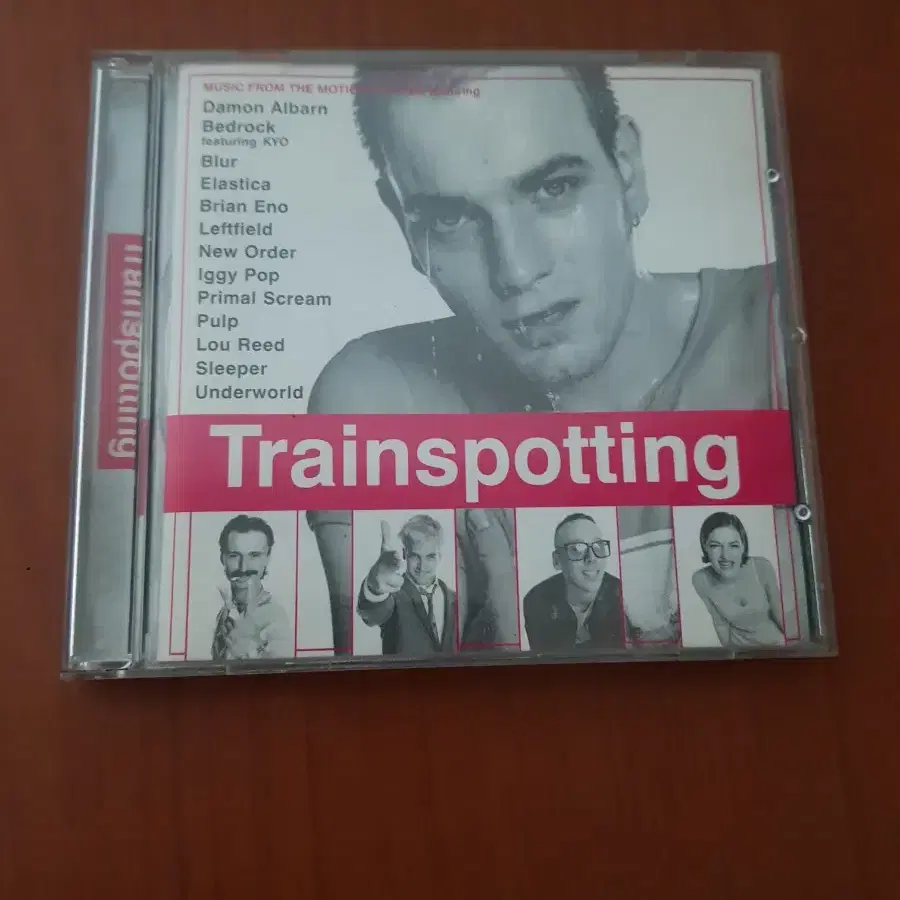 MUSIC FROM THE MOTION
Damon Albarn
Bedrock
featuring KYO
Blur
Elastica
Brian Eno
Leftfield
New Order
Iggy Pop
Primal Scream
Pulp
Lou Reed
Sleeper
Underworld
Trainspotting
Trainspotting